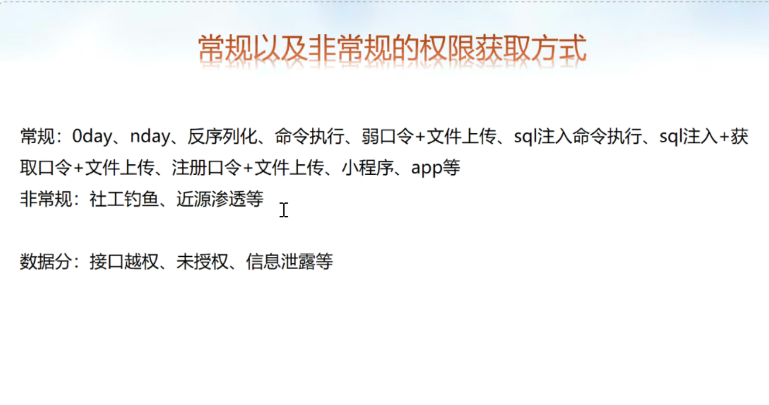 常规以及非常规的权限获取方式
常规：0day、nday、反序列化、命令执行、弱口令+文件上传、sql注入命令执行、sql注入+获
取口令+文件上传、注册口令+文件上传、小程序、app等
非常规：社工钓鱼、近源渗透等
数据分：接口越权、未授权、信息泄露等